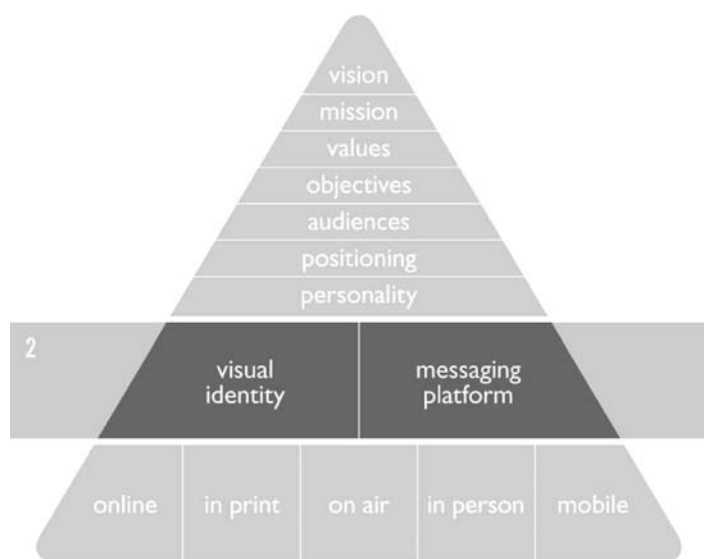 vision
mission
values
objectives
audiences
positioning
personality
2
visual
identity
messaging
platform
online
in print
on air
in person
mobile